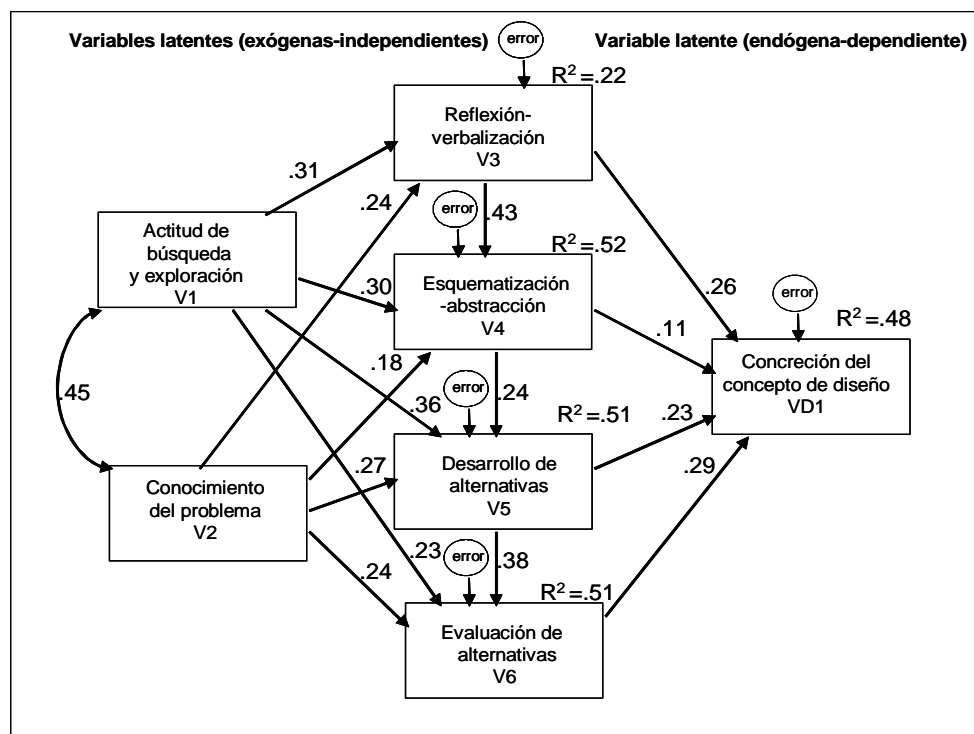 Variables latentes (exógenas-independientes)
error
Variable latente (endógena-dependiente)
R² =.22
Reflexión-
verbalización
V3
.31
.24
error
.43
R² =.52
Actitud de
búsqueda
y exploración
V1
.30
Esquematización
-abstracción
V4
.26
error
R² =.48
.11
.18
.45
.36
error
.24
R² =.51
Concreción del
concepto de diseño
VD1
.23
.27
Desarrollo de
alternativas
V5
.29
Conocimiento
del problema
V2
.24
.23
error
.38
R² =.51
Evaluación de
alternativas
V6